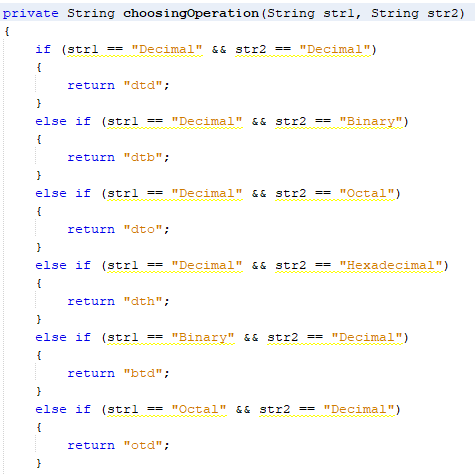 private String choosingOperation(String str1, String str2)
{
if (str1 == "Decimal" && str2 == "Decimal")
{
return "dtd";
}
else if (str1 == "Decimal" && str2 == "Binary")
{
return "dtb";
}
else if (str1 == "Decimal" && str2 == "Octal")
{
return "dto";
}
else if (str1 == "Decimal" && str2 == "Hexadecimal")
{
return "dth";
}
else if (str1 == "Binary" && str2 == "Decimal")
{
return "btd";
}
else if (str1 == "Octal" && str2 == "Decimal")
{
return "otd";
}